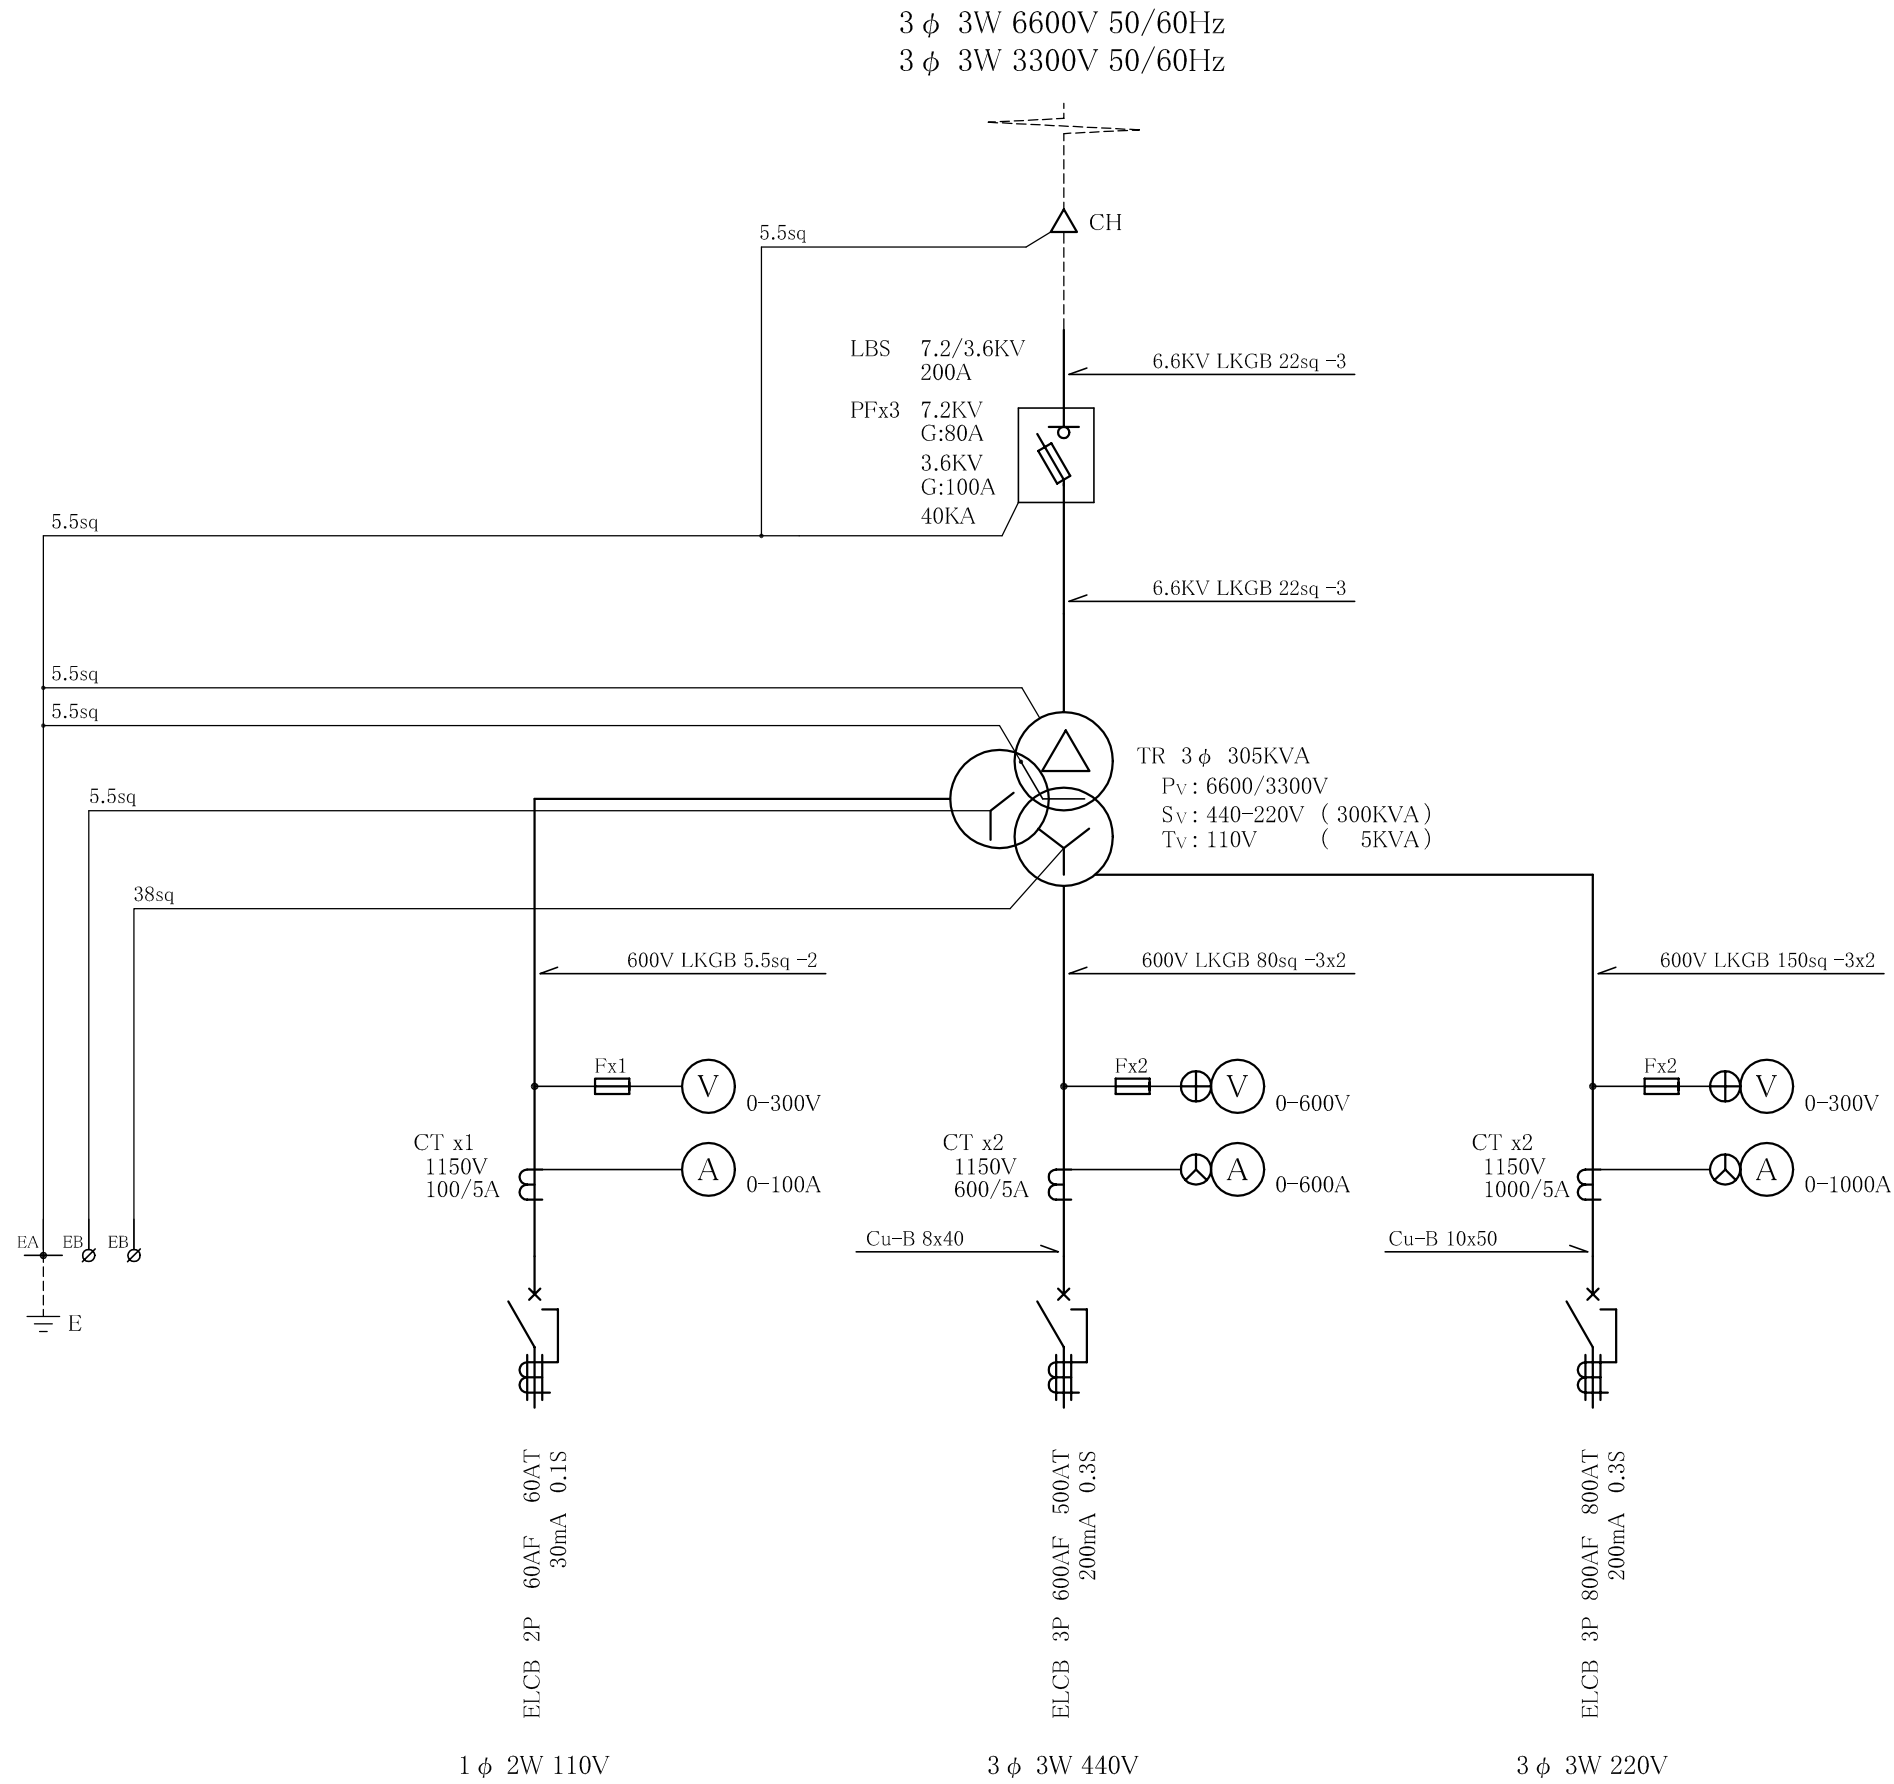 3φ 3W 6600V 50/60Hz
3φ 3W 3300V 50/60Hz
CH
5.5sq
LBS 7.2/3.6KV
200A
6.6KV LKGB 22sq -3
PFx3 7.2KV
G:80A
3.6KV
G:100A
40KA
5.5sq
6.6KV LKGB 22sq -3
5.5sq
5.5sq
TR 3φ 305KVA
PV: 6600/3300V
SV: 440-220V ( 300KVA)
TV: 110V ( 5KVA)
5.5sq
38sq
600V LKGB 5.5sq -2
600V LKGB 80sq -3x2
600V LKGB 150sq -3x2
Fx1
V
0-300V
Fx2
V
0-600V
Fx2
V
0-300V
CT x1
1150V
100/5A
A
0-100A
CT x2
1150V
600/5A
A
0-600A
CT x2
1150V
1000/5A
A
0-1000A
Cu-B 8x40
Cu-B 10x50
EA
EB
EB
E
ELCB 2P 60AF 60AT
30mA 0.1S
ELCB 3P 600AF 500AT
200mA 0.3S
ELCB 3P 800AF 800AT
200mA 0.3S
1φ 2W 110V
3φ 3W 440V
3φ 3W 220V